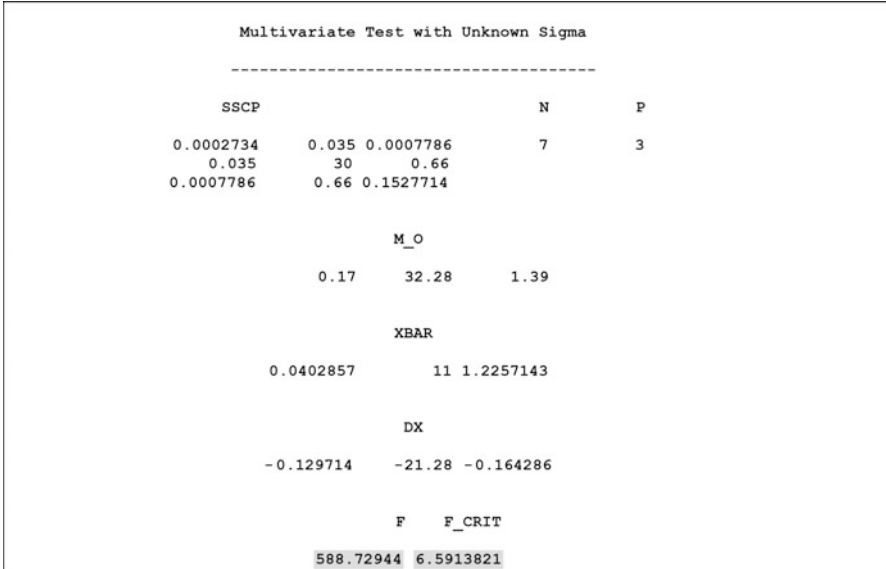 Multivariate Test with Unknown Sigma
--------------------------------------
SSCP N P
0.0002734 0.035 0.0007786 7 3
0.035 30 0.66
0.0007786 0.66 0.1527714
M_O
0.17 32.28 1.39
XBAR
0.0402857 11 1.2257143
DX
-0.129714 -21.28 -0.164286
F F_CRIT
588.72944 6.5913821